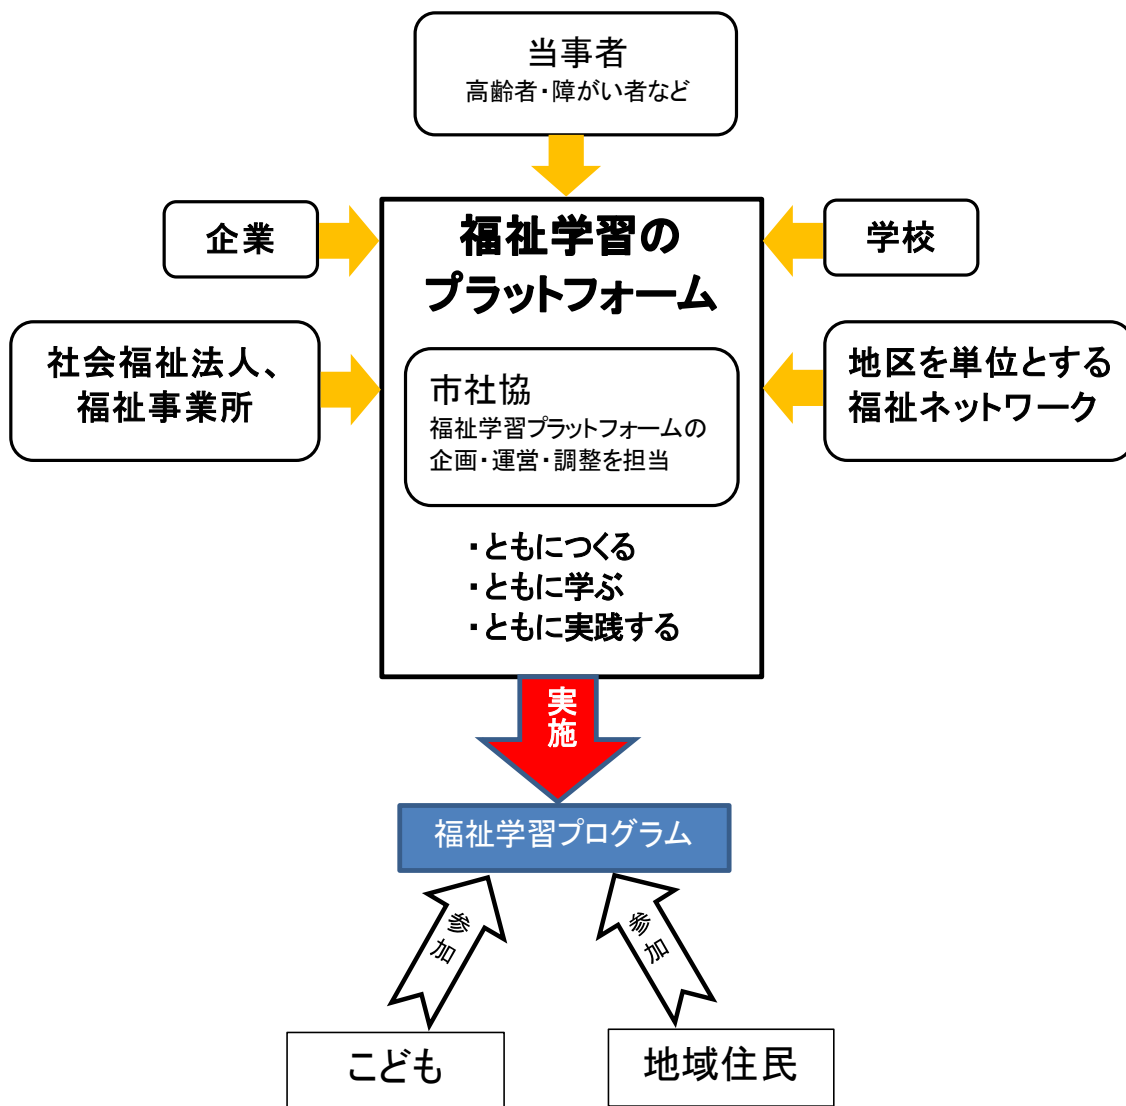 当事者
高齢者・障がい者など
企業
福祉学習の
プラットフォーム
学校
社会福祉法人、
福祉事業所
市社協
福祉学習プラットフォームの
企画・運営・調整を担当
地区を単位とする
福祉ネットワーク
・ともにつくる
・ともに学ぶ
・ともに実践する
実施
福祉学習プログラム
参加
参加
こども
地域住民